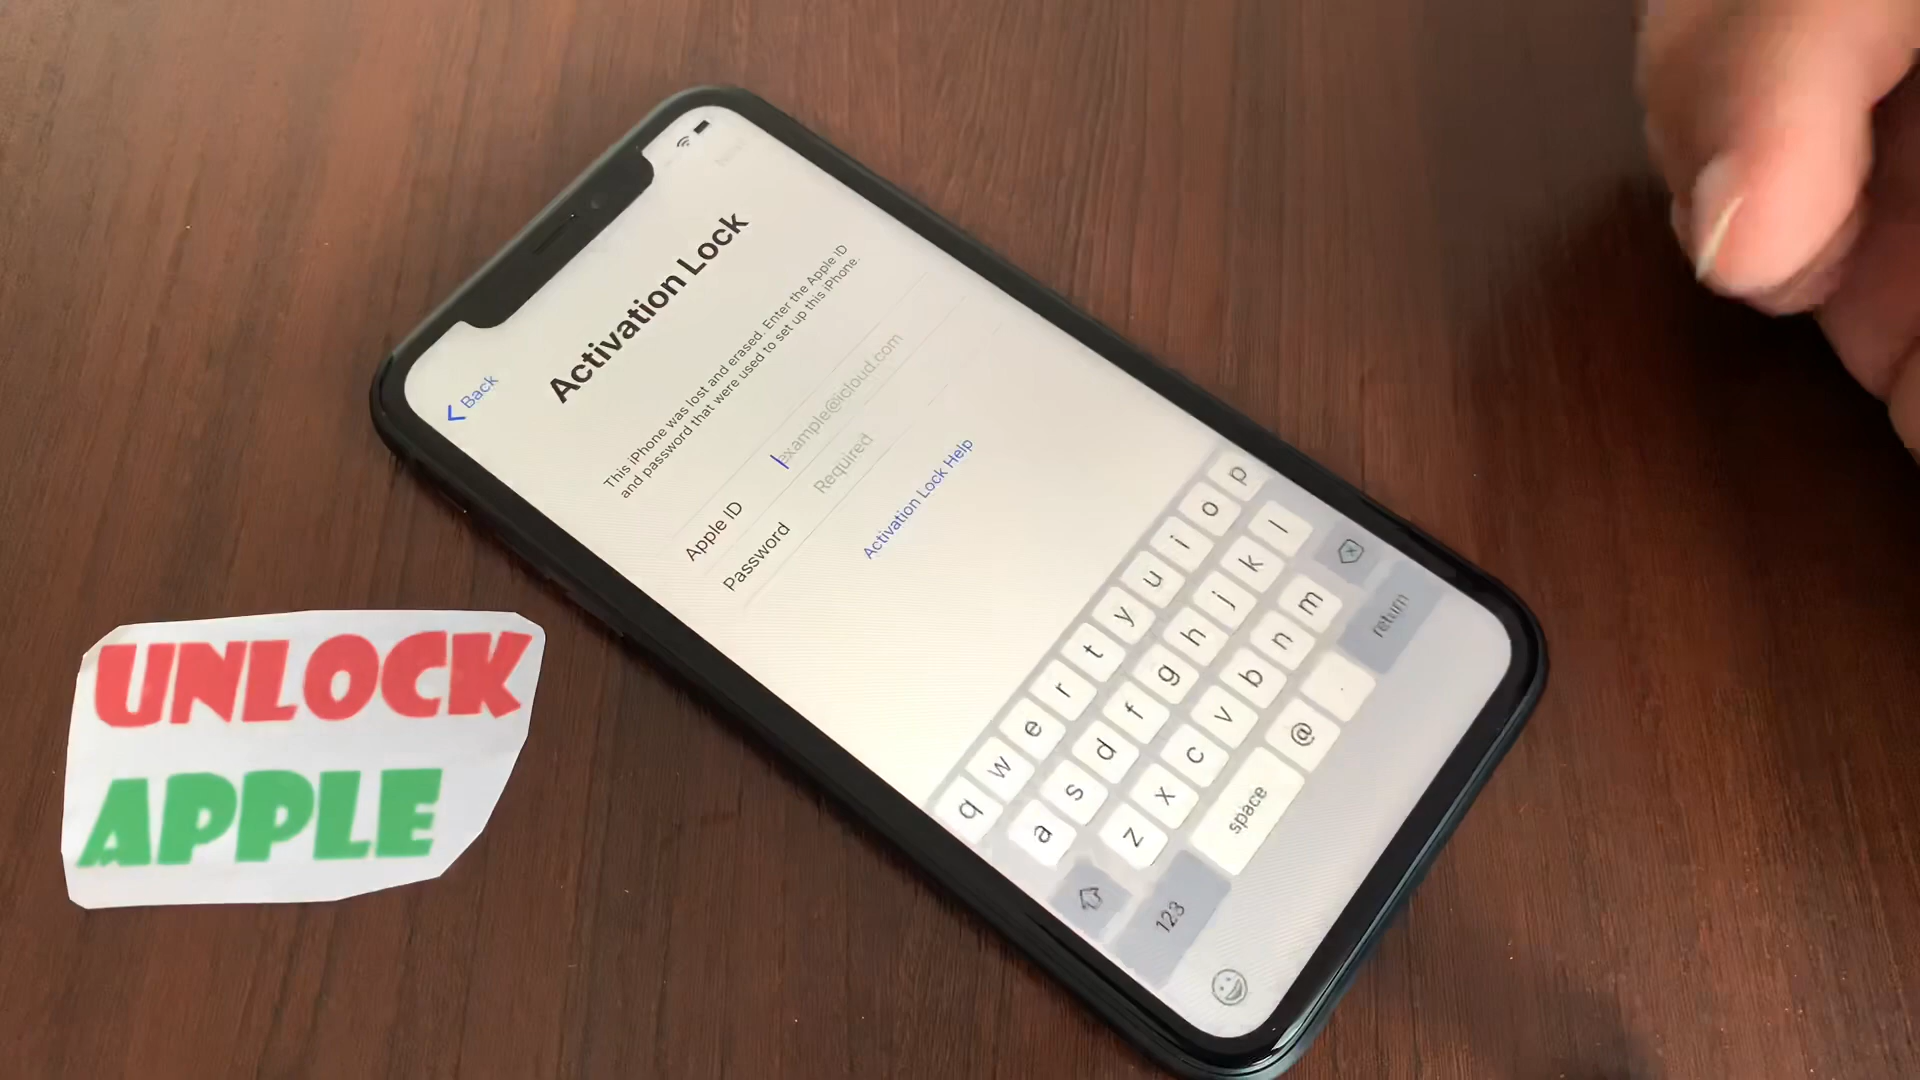 Back
Activation Lock
This iPhone was lost and erased. Enter the Apple ID
and password that were used to set up this iPhone.
Apple ID example@icloud.com
Password Required
Activation Lock Help
q w e r t y u i o p
a s d f g h j k l
z x c v b n m
123 space @ return
UNLOCK
APPLE